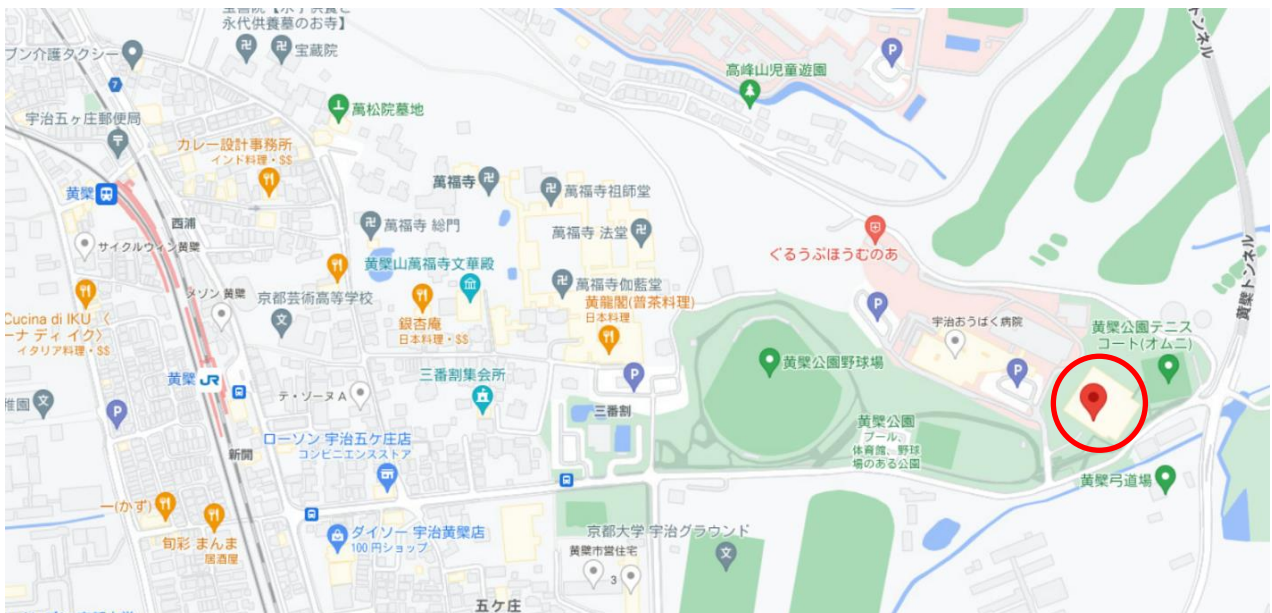 永代供養墓のお寺】
宝蔵院
ブン介護タクシー
7
P
高峰山児童遊園
トンネル
宇治五ヶ庄郵便局
萬松院墓地
カレー設計事務所
インド料理・$$
黄檗
西浦
サイクルウィン黄檗
萬福寺
萬福寺祖師堂
萬福寺 総門
萬福寺 法堂
ぐるうぷほうむのあ
黄檗山萬福寺文華殿
萬福寺伽藍堂
メゾン 黄檗
京都芸術高等学校
文
黄龍閣(普茶料理)
日本料理
銀杏庵
日本料理・$$
Cucina di IKU く
ーナ ディ イク〉
イタリア料理・$$
黄檗トンネル
P
宇治おうばく病院
黄檗公園テニス
コート(オムニ)
黄檗公園野球場
P
P
黄檗 JR
三番割集会所
テ・ソーヌ A
三番割
稚園
文
P
黄檗公園
プール、
体育館、野球
場のある公園
ローソン 宇治五ケ庄店
コンビニエンスストア
新開
黄檗弓道場
一(かず)
旬彩 まんま
居酒屋
ダイソー 宇治黄檗店
100 円ショップ
京都大学 宇治グラウンド
文
黄檗市営住宅
3
五ケ庄